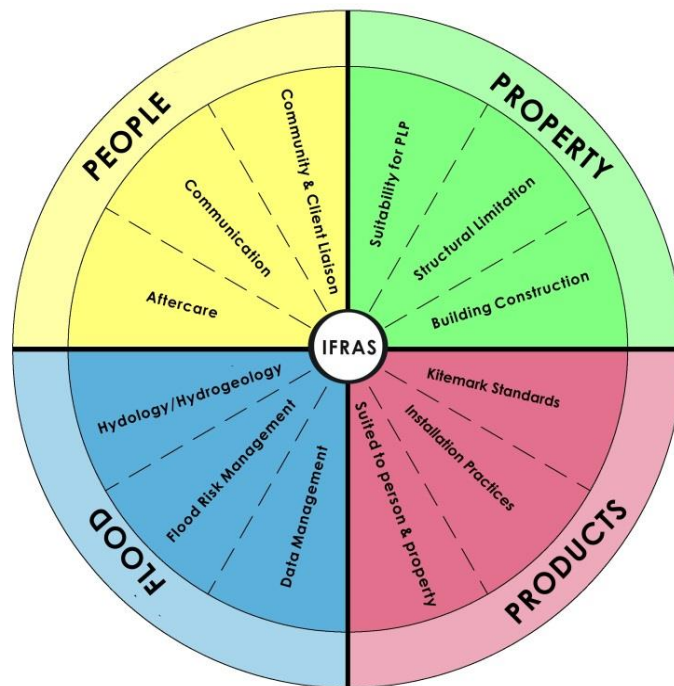 PEOPLE
Community & Client Liaison
Communication
Aftercare
PROPERTY
Suitability for PLP
Structural Limitation
Building Construction
IFRAS
FLOOD
Hydology/Hydrogeology
Flood Risk Management
Data Management
PRODUCTS
Kitemark Standards
Installation Practices
Suited to person & property